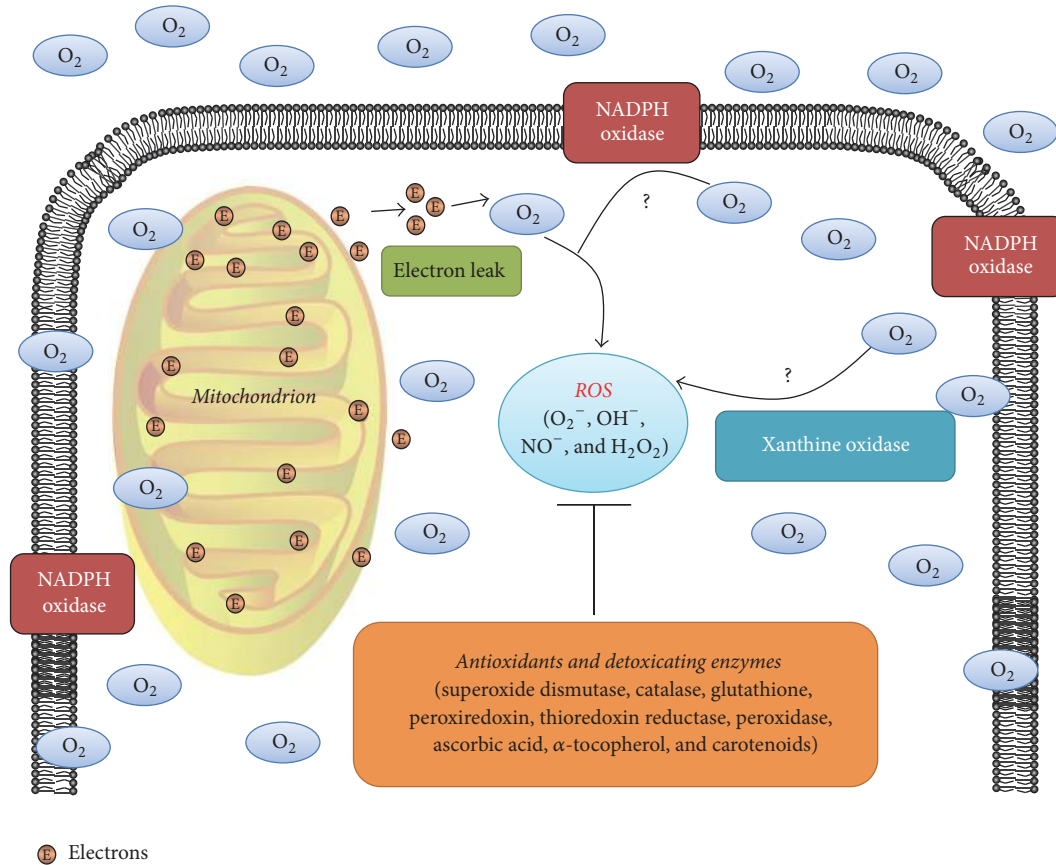 O₂
O₂
O₂
O₂
O₂
O₂
O₂
O₂
NADPH
oxidase
E
E
E
E
E
O₂
O₂
?
O₂
E
E
E
E
E
E
O₂
NADPH
oxidase
Electron leak
E
O₂
O₂
E
E
O₂
?
O₂
Mitochondrion
ROS
(O₂⁻, OH⁻,
NO⁻, and H₂O₂)
O₂
E
E
E
Xanthine oxidase
E
O₂
O₂
O₂
E
E
E
O₂
NADPH
oxidase
E
Antioxidants and detoxicating enzymes
(superoxide dismutase, catalase, glutathione,
peroxiredoxin, thioredoxin reductase, peroxidase,
ascorbic acid, α-tocopherol, and carotenoids)
O₂
O₂
O₂
O₂
E Electrons